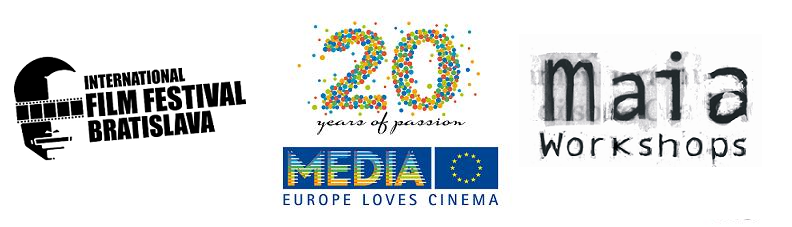 INTERNATIONAL
FILM FESTIVAL
BRATISLAVA
20
years of passion
MEDIA
EUROPE LOVES CINEMA
maia
Workshops